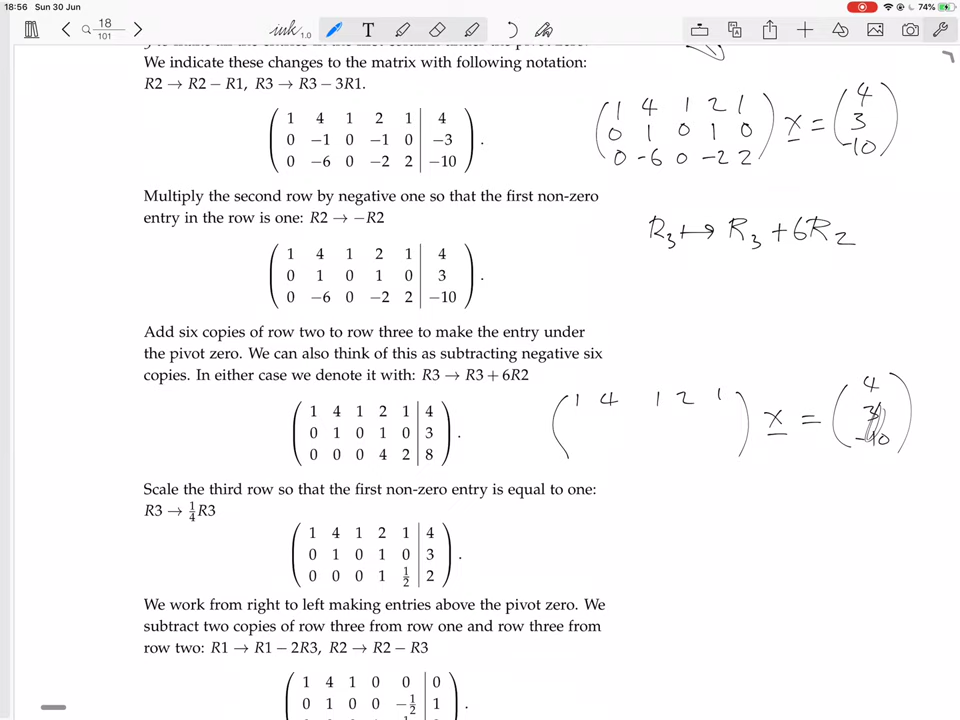 18:56 Sun 30 Jun
74%
18
101
ink 1.0
T
We indicate these changes to the matrix with following notation:
R2 → R2 − R1, R3 → R3 − 3R1.
1 4 1 2 1 | 4
0 −1 0 −1 0 | −3
0 −6 0 −2 2 | −10
.
Multiply the second row by negative one so that the first non-zero
entry in the row is one: R2 → −R2
1 4 1 2 1 | 4
0 1 0 1 0 | 3
0 −6 0 −2 2 | −10
.
Add six copies of row two to row three to make the entry under
the pivot zero. We can also think of this as subtracting negative six
copies. In either case we denote it with: R3 → R3 + 6R2
1 4 1 2 1 | 4
0 1 0 1 0 | 3
0 0 0 4 2 | 8
.
Scale the third row so that the first non-zero entry is equal to one:
R3 → 1/4 R3
1 4 1 2 1 | 4
0 1 0 1 0 | 3
0 0 0 1 1/2 | 2
.
We work from right to left making entries above the pivot zero. We
subtract two copies of row three from row one and row three from
row two: R1 → R1 − 2R3, R2 → R2 − R3
1 4 1 0 0 | 0
0 1 0 0 −1/2 | 1
.
(1 4 1 2 1) x = (4)
(0 1 0 1 0) (3)
(0 -6 0 -2 2) (-10)
R3 ↦ R3 + 6R2
(1 4 1 2 1) x = (4)
3
-10